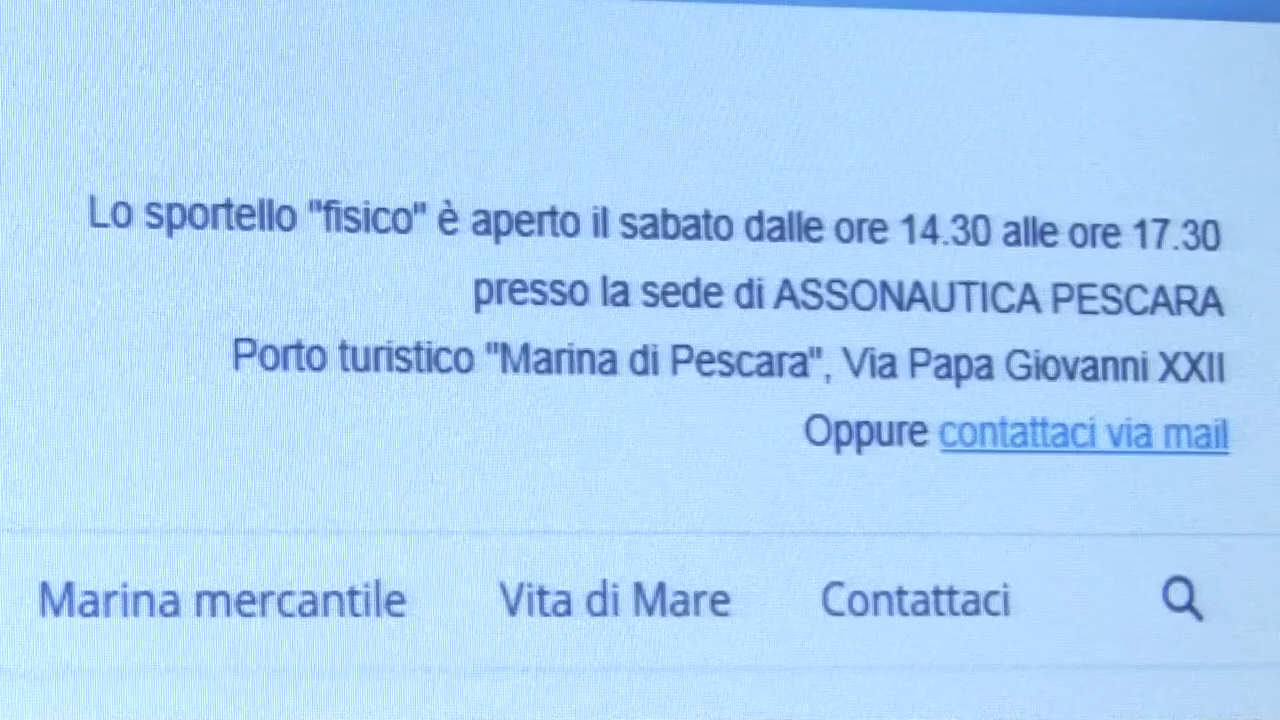 Lo sportello "fisico" è aperto il sabato dalle ore 14.30 alle ore 17.30
presso la sede di ASSONAUTICA PESCARA
Porto turistico "Marina di Pescara", Via Papa Giovanni XXII
Oppure contattaci via mail
Marina mercantile Vita di Mare Contattaci